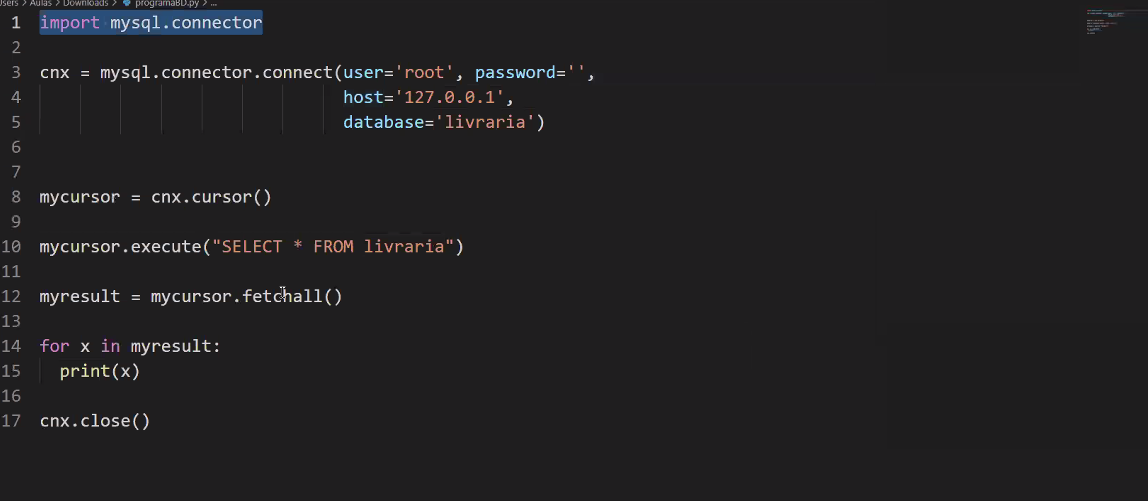 sers > Aulas > Downloads > programaBD.py > ...
1 import mysql.connector
2
3 cnx = mysql.connector.connect(user='root', password='',
4 host='127.0.0.1',
5 database='livraria')
6
7
8 mycursor = cnx.cursor()
9
10 mycursor.execute("SELECT * FROM livraria")
11
12 myresult = mycursor.fetchall()
13
14 for x in myresult:
15 print(x)
16
17 cnx.close()